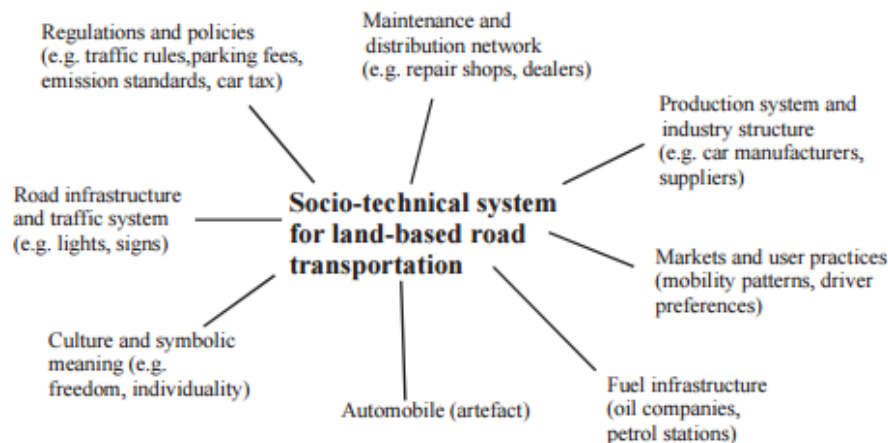 Regulations and policies
(e.g. traffic rules,parking fees,
emission standards, car tax)
Maintenance and
distribution network
(e.g. repair shops, dealers)
Production system and
industry structure
(e.g. car manufacturers,
suppliers)
Road infrastructure
and traffic system
(e.g. lights, signs)
Socio-technical system
for land-based road
transportation
Markets and user practices
(mobility patterns, driver
preferences)
Culture and symbolic
meaning (e.g.
freedom, individuality)
Automobile (artefact)
Fuel infrastructure
(oil companies,
petrol stations)